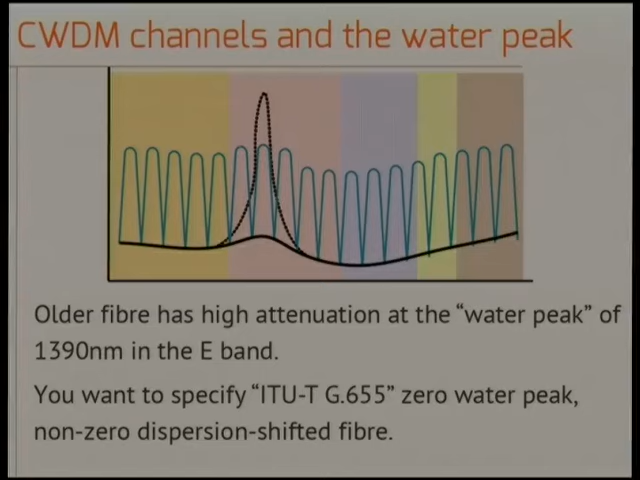 CWDM channels and the water peak
Older fibre has high attenuation at the “water peak” of
1390nm in the E band.
You want to specify “ITU-T G.655” zero water peak,
non-zero dispersion-shifted fibre.